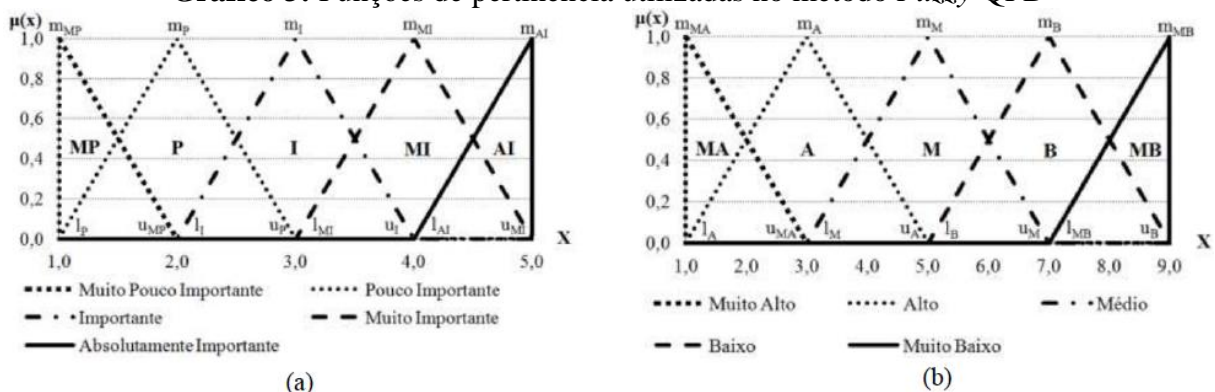 Gráfico 3: Funções de pertinência utilizadas no método Fuzzy QFD
μ(x) m_MP m_P m_I m_MI m_AI
1,0
0,8
0,6
0,4
0,2
0,0
MP P I MI AI
l_P u_MP l_I u_P l_MI u_I l_AI u_MI
X
1,0 2,0 3,0 4,0 5,0
Muito Pouco Importante Pouco Importante
Importante Muito Importante
Absolutamente Importante
(a)
μ(x) m_MA m_A m_M m_B m_MB
1,0
0,8
0,6
0,4
0,2
0,0
MA A M B MB
l_A u_MA l_M u_A l_B u_M l_MB u_B
X
1,0 2,0 3,0 4,0 5,0 6,0 7,0 8,0 9,0
Muito Alto Alto Médio
Baixo Muito Baixo
(b)